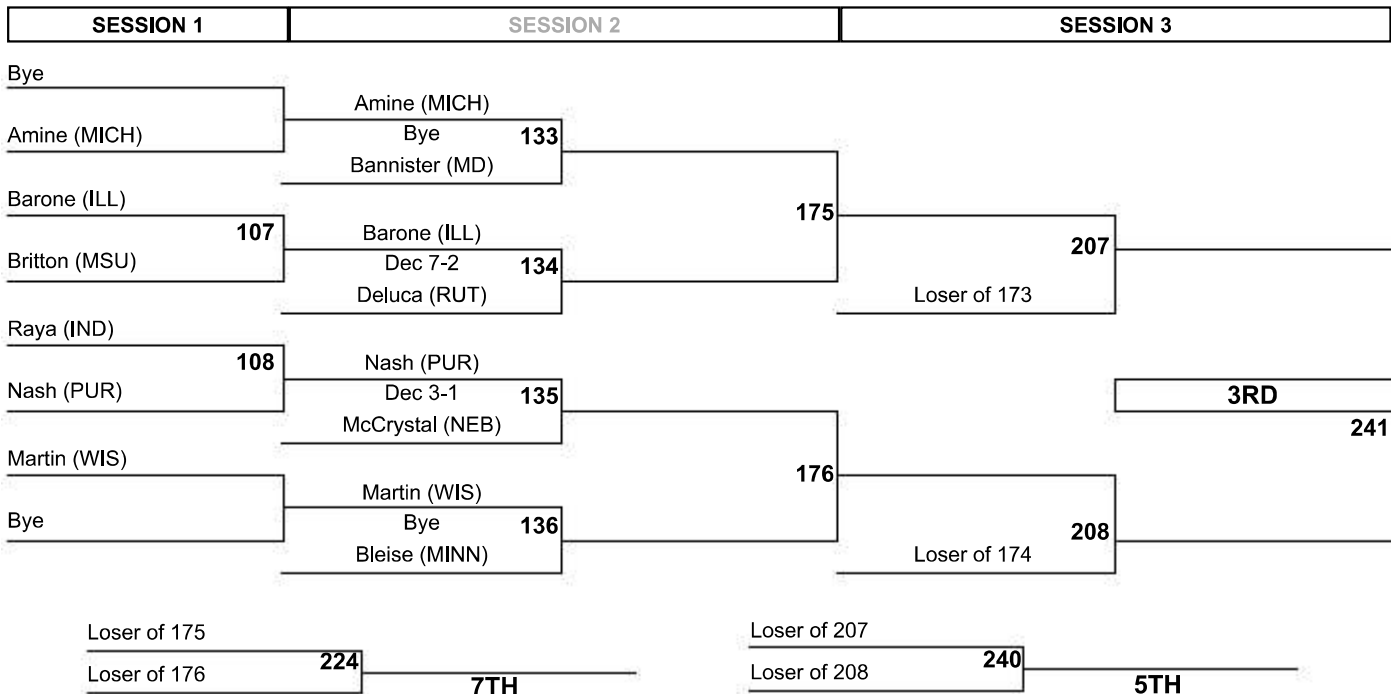 SESSION 1
SESSION 2
SESSION 3
Bye
Amine (MICH)
Barone (ILL)
107
Britton (MSU)
Raya (IND)
108
Nash (PUR)
Martin (WIS)
Bye
Amine (MICH)
Bye
133
Bannister (MD)
Barone (ILL)
Dec 7-2
134
Deluca (RUT)
Nash (PUR)
Dec 3-1
135
McCrystal (NEB)
Martin (WIS)
Bye
136
Bleise (MINN)
175
176
207
Loser of 173
3RD
241
208
Loser of 174
Loser of 175
224
Loser of 176
7TH
Loser of 207
240
Loser of 208
5TH